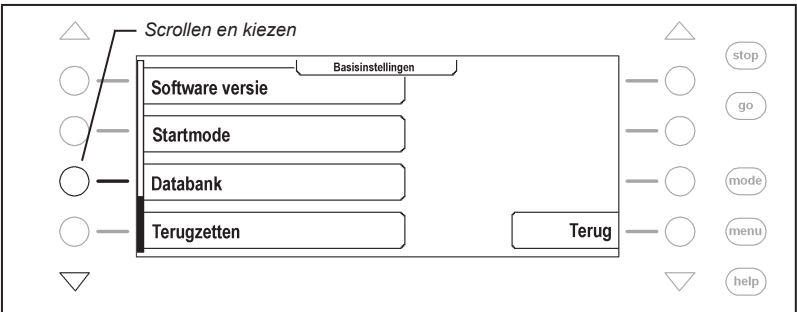 Scrollen en kiezen
Basisinstellingen
stop
Software versie
go
Startmode
Databank
mode
Terugzetten
Terug
menu
help